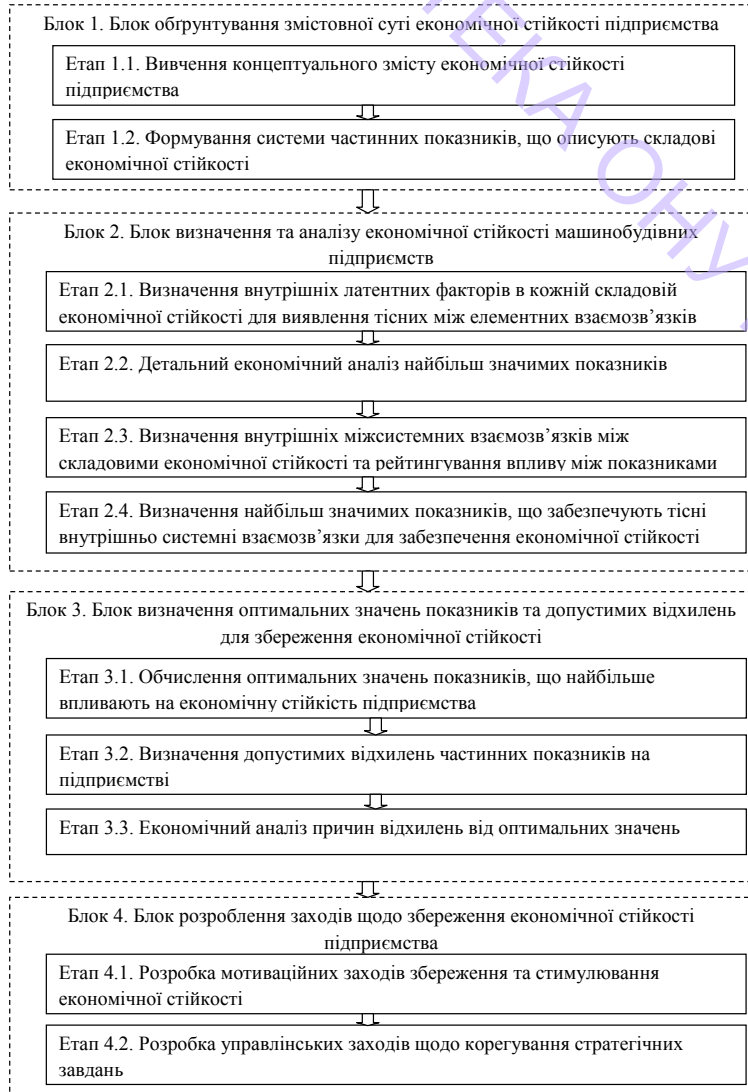 Блок 1. Блок обґрунтування змістовної суті економічної стійкості підприємства
Етап 1.1. Вивчення концептуального змісту економічної стійкості
підприємства
Етап 1.2. Формування системи частинних показників, що описують складові
економічної стійкості
Блок 2. Блок визначення та аналізу економічної стійкості машинобудівних
підприємств
Етап 2.1. Визначення внутрішніх латентних факторів в кожній складовій
економічної стійкості для виявлення тісних між елементних взаємозв’язків
Етап 2.2. Детальний економічний аналіз найбільш значимих показників
Етап 2.3. Визначення внутрішніх міжсистемних взаємозв’язків між
складовими економічної стійкості та рейтингування впливу між показниками
Етап 2.4. Визначення найбільш значимих показників, що забезпечують тісні
внутрішньо системні взаємозв’язки для забезпечення економічної стійкості
Блок 3. Блок визначення оптимальних значень показників та допустимих відхилень
для збереження економічної стійкості
Етап 3.1. Обчислення оптимальних значень показників, що найбільше
впливають на економічну стійкість підприємства
Етап 3.2. Визначення допустимих відхилень частинних показників на
підприємстві
Етап 3.3. Економічний аналіз причин відхилень від оптимальних значень
Блок 4. Блок розроблення заходів щодо збереження економічної стійкості
підприємства
Етап 4.1. Розробка мотиваційних заходів збереження та стимулювання
економічної стійкості
Етап 4.2. Розробка управлінських заходів щодо корегування стратегічних
завдань
ТЕКА ОНУ